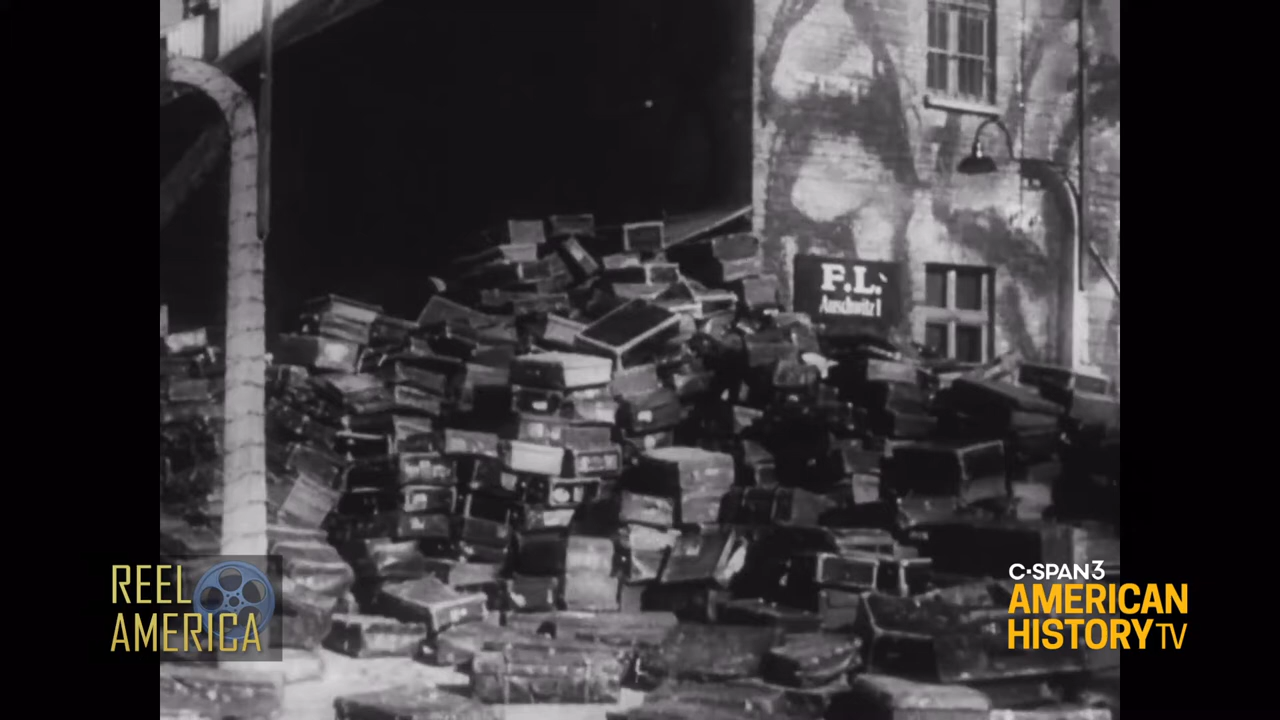 F.L.
Auschwitz I
REEL
AMERICA
C·SPAN3
AMERICAN
HISTORY TV